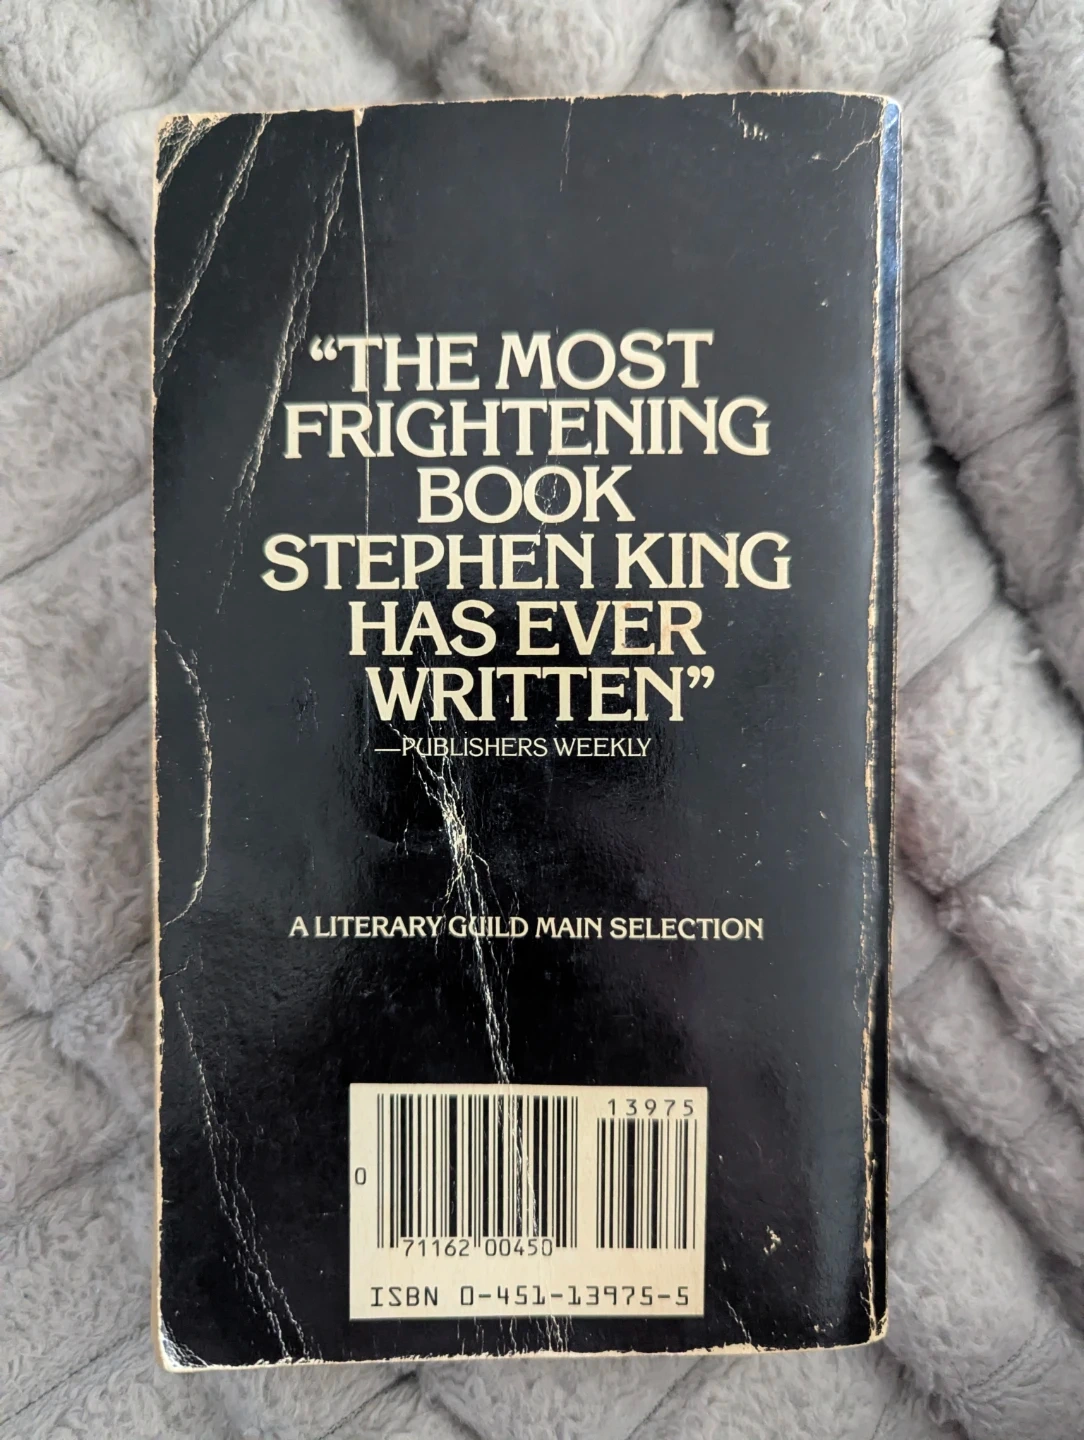 “THE MOST
FRIGHTENING
BOOK
STEPHEN KING
HAS EVER
WRITTEN”
—PUBLISHERS WEEKLY
A LITERARY GUILD MAIN SELECTION
13975
0
71162 00450
ISBN 0-451-13975-5